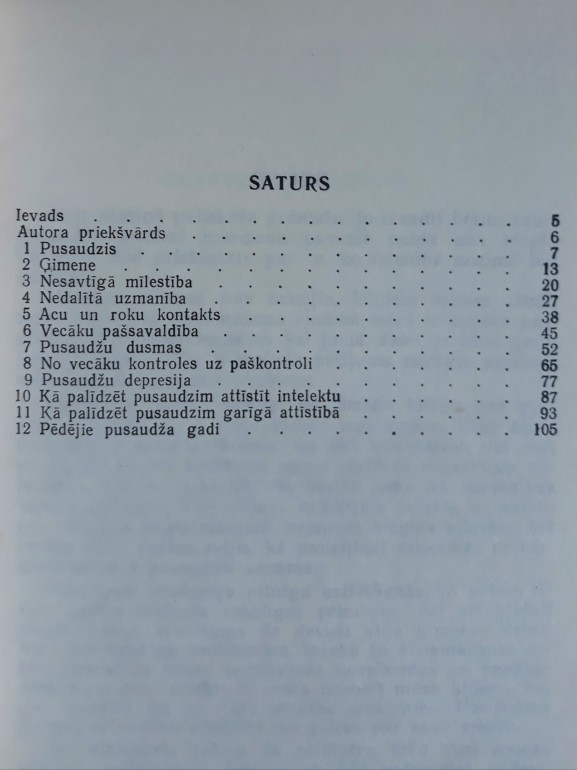 SATURS
Ievads . . . . . . . . . . . . . . . 5
Autora priekšvārds . . . . . . . . . . . . 6
1 Pusaudzis . . . . . . . . . . . . . 7
2 Ģimene . . . . . . . . . . . . . . 13
3 Nesavtīgā mīlestība . . . . . . . . . . . 20
4 Nedalītā uzmanība . . . . . . . . . . . 27
5 Acu un roku kontakts . . . . . . . . . . 38
6 Vecāku pašsavaldība . . . . . . . . . . 45
7 Pusaudžu dusmas . . . . . . . . . . . 52
8 No vecāku kontroles uz paškontroli . . . . . . . 65
9 Pusaudžu depresija . . . . . . . . . . . 77
10 Kā palīdzēt pusaudzim attīstīt intelektu . . . . . . 87
11 Kā palīdzēt pusaudzim garīgā attīstībā . . . . . . 93
12 Pēdējie pusaudža gadi . . . . . . . . . . 105